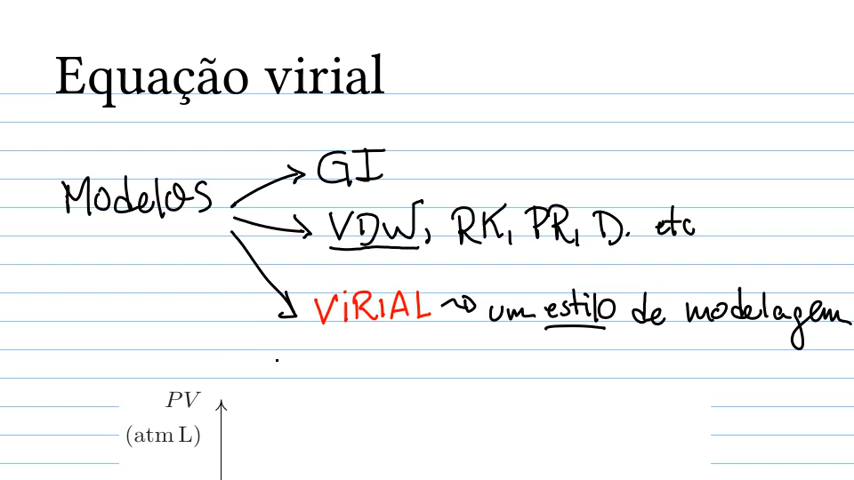 Equação virial
Modelos
GI
VDW, RK, PR, D. etc
ViRIAL ~> um estilo de modelagem
PV
(atm L)